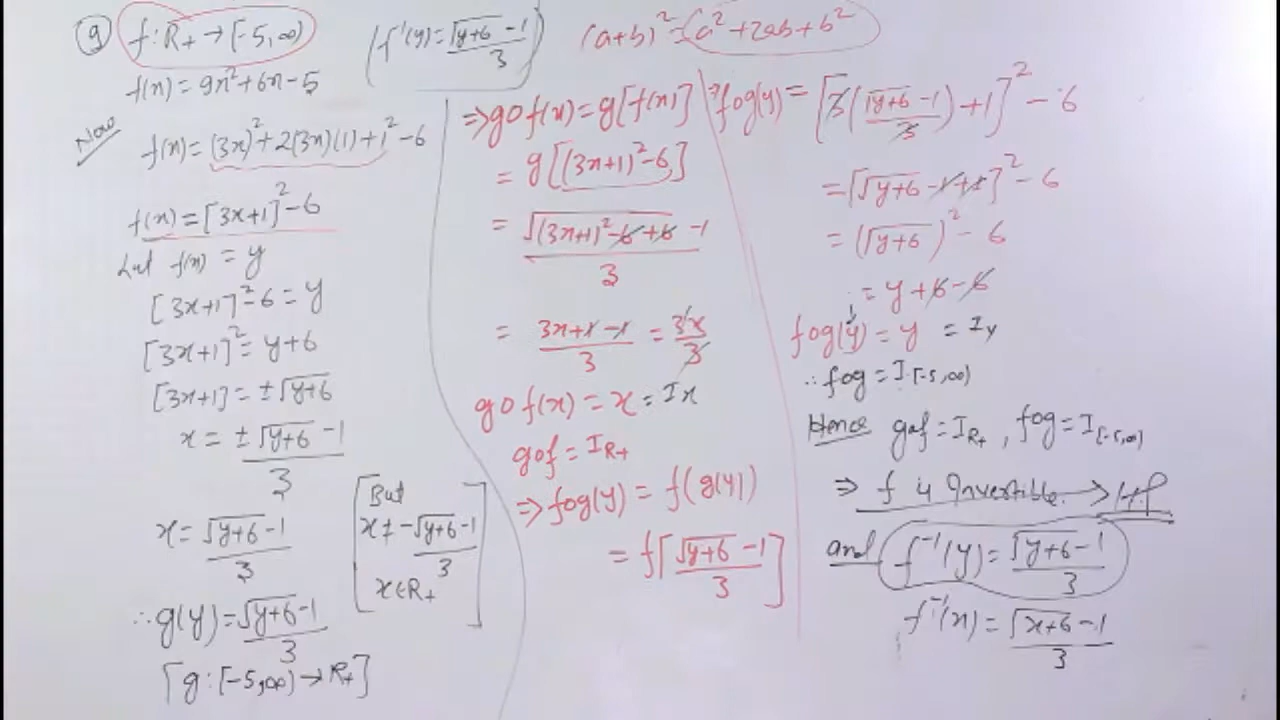 ⑨ f: R₊ → [-5, ∞)
f(x) = 9x² + 6x - 5
(f⁻¹(y) = (√(y+6) - 1)/3)
(a+b)² = a² + 2ab + b²
Now
f(x) = (3x)² + 2(3x)(1) + 1² - 6
f(x) = [3x+1]² - 6
Let f(x) = y
[3x+1]² - 6 = y
[3x+1]² = y+6
[3x+1] = ±√(y+6)
x = (±√(y+6) - 1)/3
x = (√(y+6) - 1)/3
[But
x ≠ (-√(y+6) - 1)/3
x ∈ R₊]
∴ g(y) = (√(y+6) - 1)/3
[g: [-5, ∞) → R₊]
⇒ gof(x) = g[f(x)]
= g[(3x+1)² - 6]
= (√((3x+1)² - 6 + 6) - 1)/3
= (3x + 1 - 1)/3 = 3x/3
gof(x) = x = Ix
gof = I R₊
⇒ fog(y) = f(g(y))
= f[(√(y+6) - 1)/3]
⇒ fog(y) = [3((√(y+6) - 1)/3) + 1]² - 6
= [√(y+6) - 1 + 1]² - 6
= (√(y+6))² - 6
= y + 6 - 6
fog(y) = y = Iy
∴ fog = I [-5, ∞)
Hence gof = I R₊, fog = I [-5, ∞)
⇒ f is Invertible → HP
and f⁻¹(y) = (√(y+6) - 1)/3
f⁻¹(x) = (√(x+6) - 1)/3